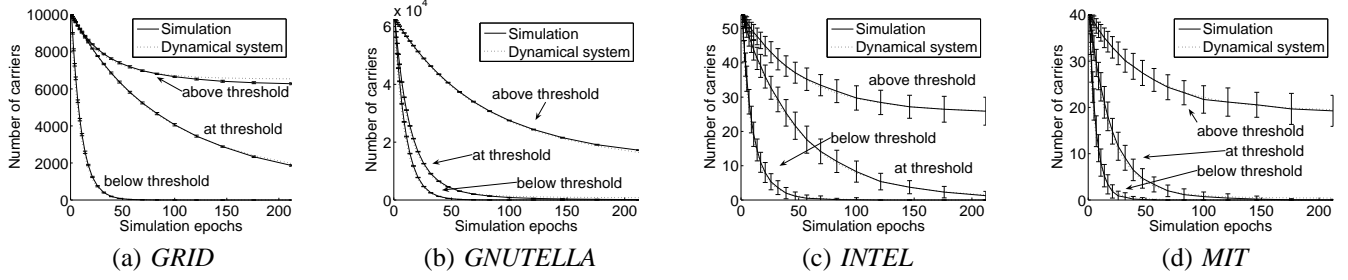 Number of carriers
10000
8000
6000
4000
2000
0
0
50
100
150
200
Simulation epochs
Simulation
Dynamical system
above threshold
at threshold
below threshold
(a) GRID
x 10^4
Number of carriers
6
4
2
0
0
50
100
150
200
Simulation epochs
Simulation
Dynamical system
above threshold
at threshold
below threshold
(b) GNUTELLA
Number of carriers
50
40
30
20
10
0
0
50
100
150
200
Simulation epochs
Simulation
Dynamical system
above threshold
at threshold
below threshold
(c) INTEL
Number of carriers
40
30
20
10
0
0
50
100
150
200
Simulation epochs
Simulation
Dynamical system
above threshold
at threshold
below threshold
(d) MIT